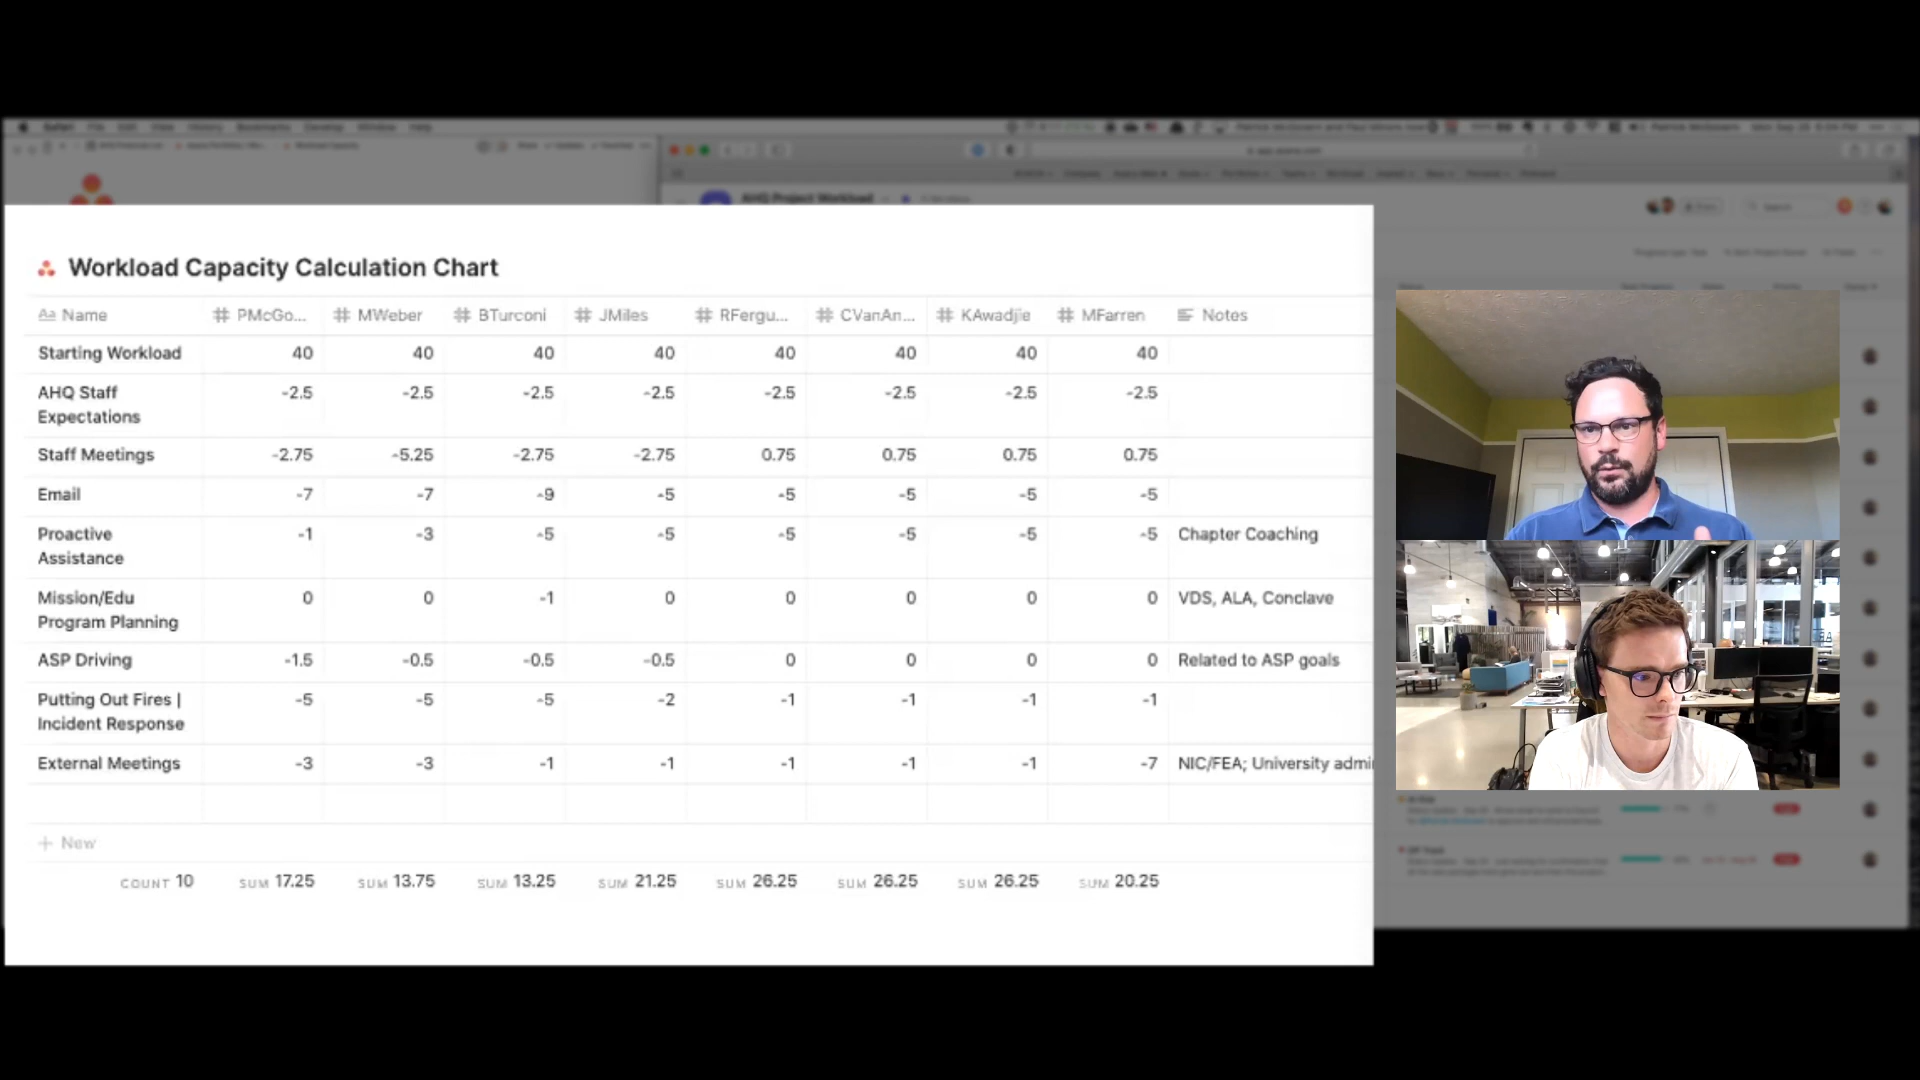 AHQ Project Workload
Workload Capacity Calculation Chart
Aa Name # PMcGo... # MWeber # BTurconi # JMiles # RFergu... # CVanAn... # KAwadjie # MFarren Notes
Starting Workload 40 40 40 40 40 40 40 40
AHQ Staff
Expectations -2.5 -2.5 -2.5 -2.5 -2.5 -2.5 -2.5 -2.5
Staff Meetings -2.75 -5.25 -2.75 -2.75 0.75 0.75 0.75 0.75
Email -7 -7 -9 -5 -5 -5 -5 -5
Proactive
Assistance -1 -3 -5 -5 -5 -5 -5 -5 Chapter Coaching
Mission/Edu
Program Planning 0 0 -1 0 0 0 0 0 VDS, ALA, Conclave
ASP Driving -1.5 -0.5 -0.5 -0.5 0 0 0 0 Related to ASP goals
Putting Out Fires |
Incident Response -5 -5 -5 -2 -1 -1 -1 -1
External Meetings -3 -3 -1 -1 -1 -1 -1 -7 NIC/FEA; University admi
+ New
COUNT 10 SUM 17.25 SUM 13.75 SUM 13.25 SUM 21.25 SUM 26.25 SUM 26.25 SUM 26.25 SUM 20.25